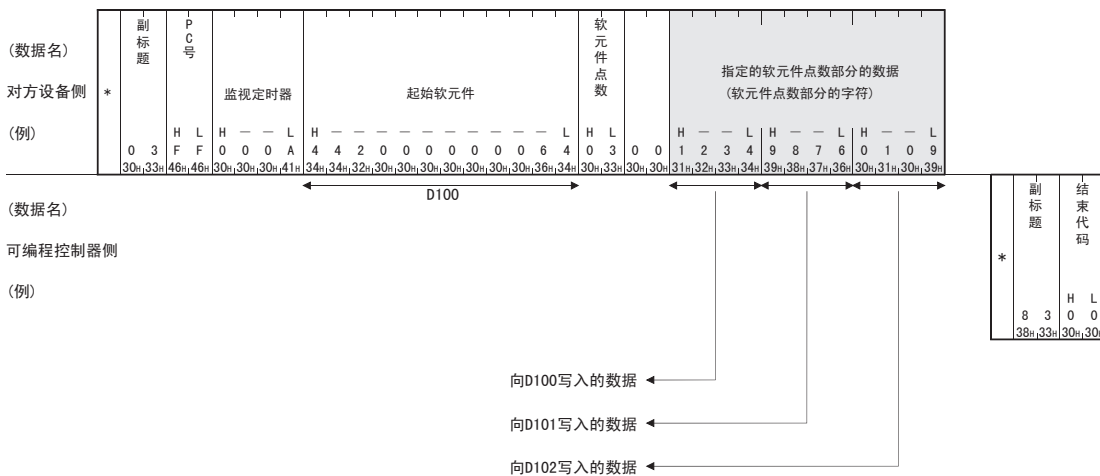 (数据名)
对方设备侧
(例)
*
副标题
0 3
30H 33H
PC号
H L
F F
46H 46H
监视定时器
H － － L
0 0 0 A
30H 30H 30H 41H
起始软元件
H － － － － － － － － － － L
4 4 2 0 0 0 0 0 0 0 6 4
34H 34H 32H 30H 30H 30H 30H 30H 30H 30H 36H 34H
D100
软元件点数
H L
0 3
30H 33H
0 0
30H 30H
指定的软元件点数部分的数据
(软元件点数部分的字符)
H － － L H － － L H － － L
1 2 3 4 9 8 7 6 0 1 0 9
31H 32H 33H 34H 39H 38H 37H 36H 30H 31H 30H 39H
(数据名)
可编程控制器侧
(例)
*
副标题
8 3
38H 33H
结束代码
H L
0 0
30H 30H
向D100写入的数据
向D101写入的数据
向D102写入的数据